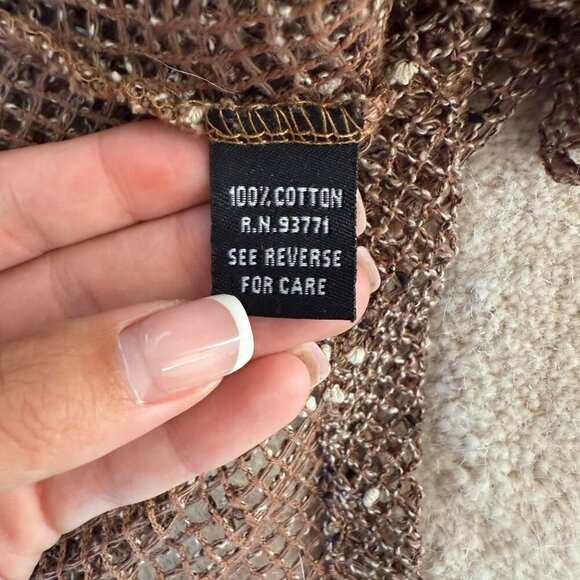 100% COTTON
R.N. 93771
SEE REVERSE
FOR CARE